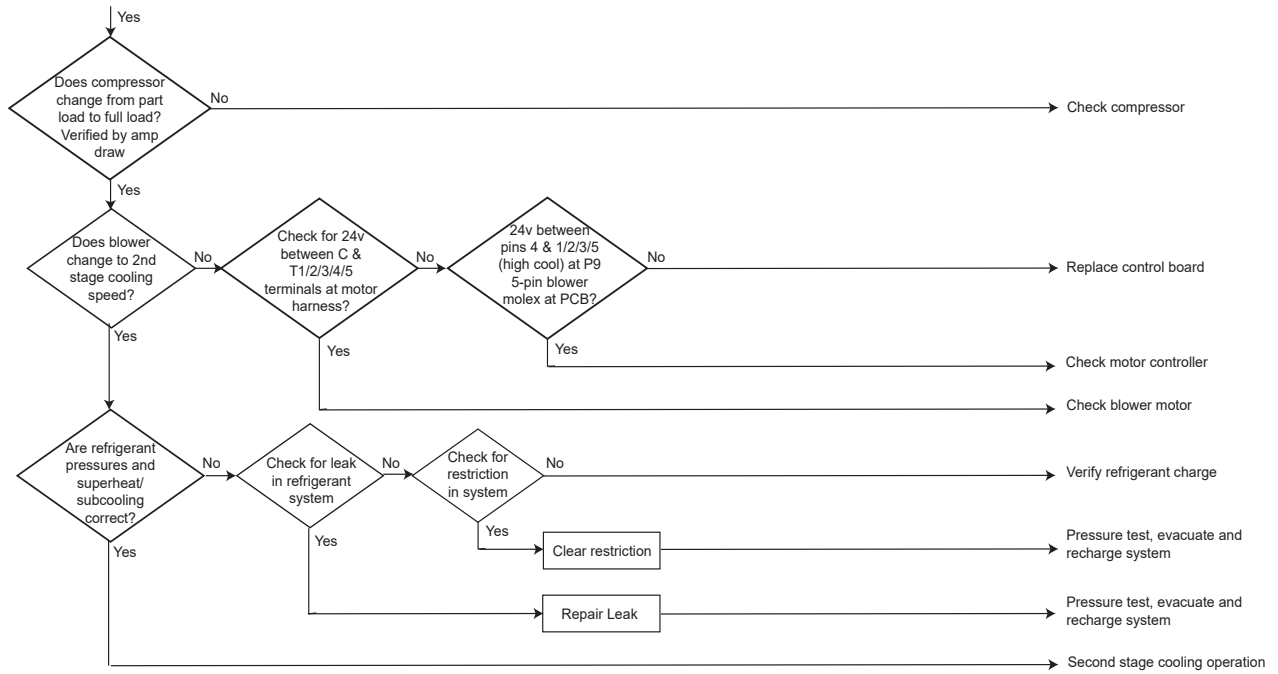 Yes
Does compressor
change from part
load to full load?
Verified by amp
draw
No
Check compressor
Yes
Does blower
change to 2nd
stage cooling
speed?
No
Check for 24v
between C &
T1/2/3/4/5
terminals at motor
harness?
No
24v between
pins 4 & 1/2/3/5
(high cool) at P9
5-pin blower
molex at PCB?
No
Replace control board
Yes
Yes
Yes
Check motor controller
Check blower motor
Are refrigerant
pressures and
superheat/
subcooling
correct?
No
Check for leak
in refrigerant
system
No
Check for
restriction
in system
No
Verify refrigerant charge
Yes
Yes
Yes
Clear restriction
Pressure test, evacuate and
recharge system
Repair Leak
Pressure test, evacuate and
recharge system
Second stage cooling operation